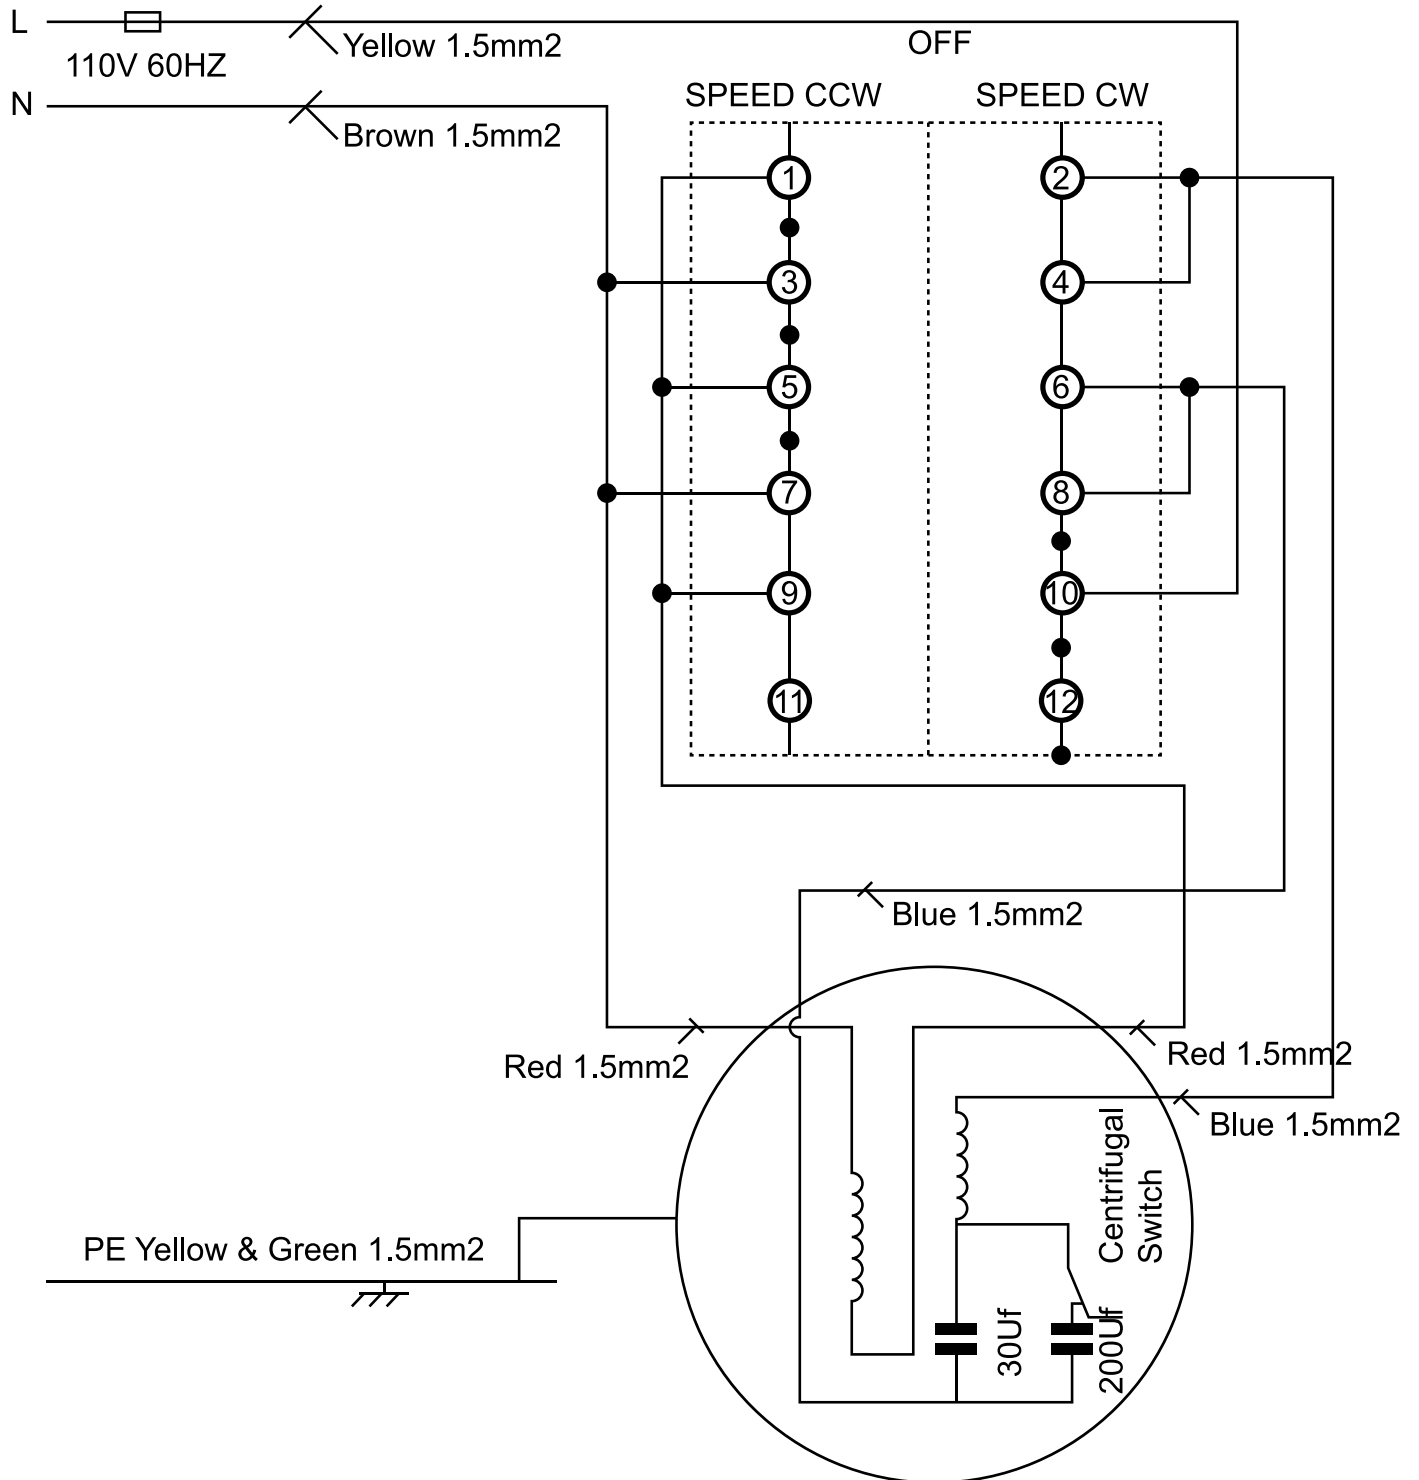 L
Yellow 1.5mm2
OFF
110V 60HZ
N
Brown 1.5mm2
SPEED CCW
SPEED CW
1
2
3
4
5
6
7
8
9
10
11
12
Blue 1.5mm2
Red 1.5mm2
Red 1.5mm2
Blue 1.5mm2
Centrifugal
Switch
PE Yellow & Green 1.5mm2
30Uf
200Uf